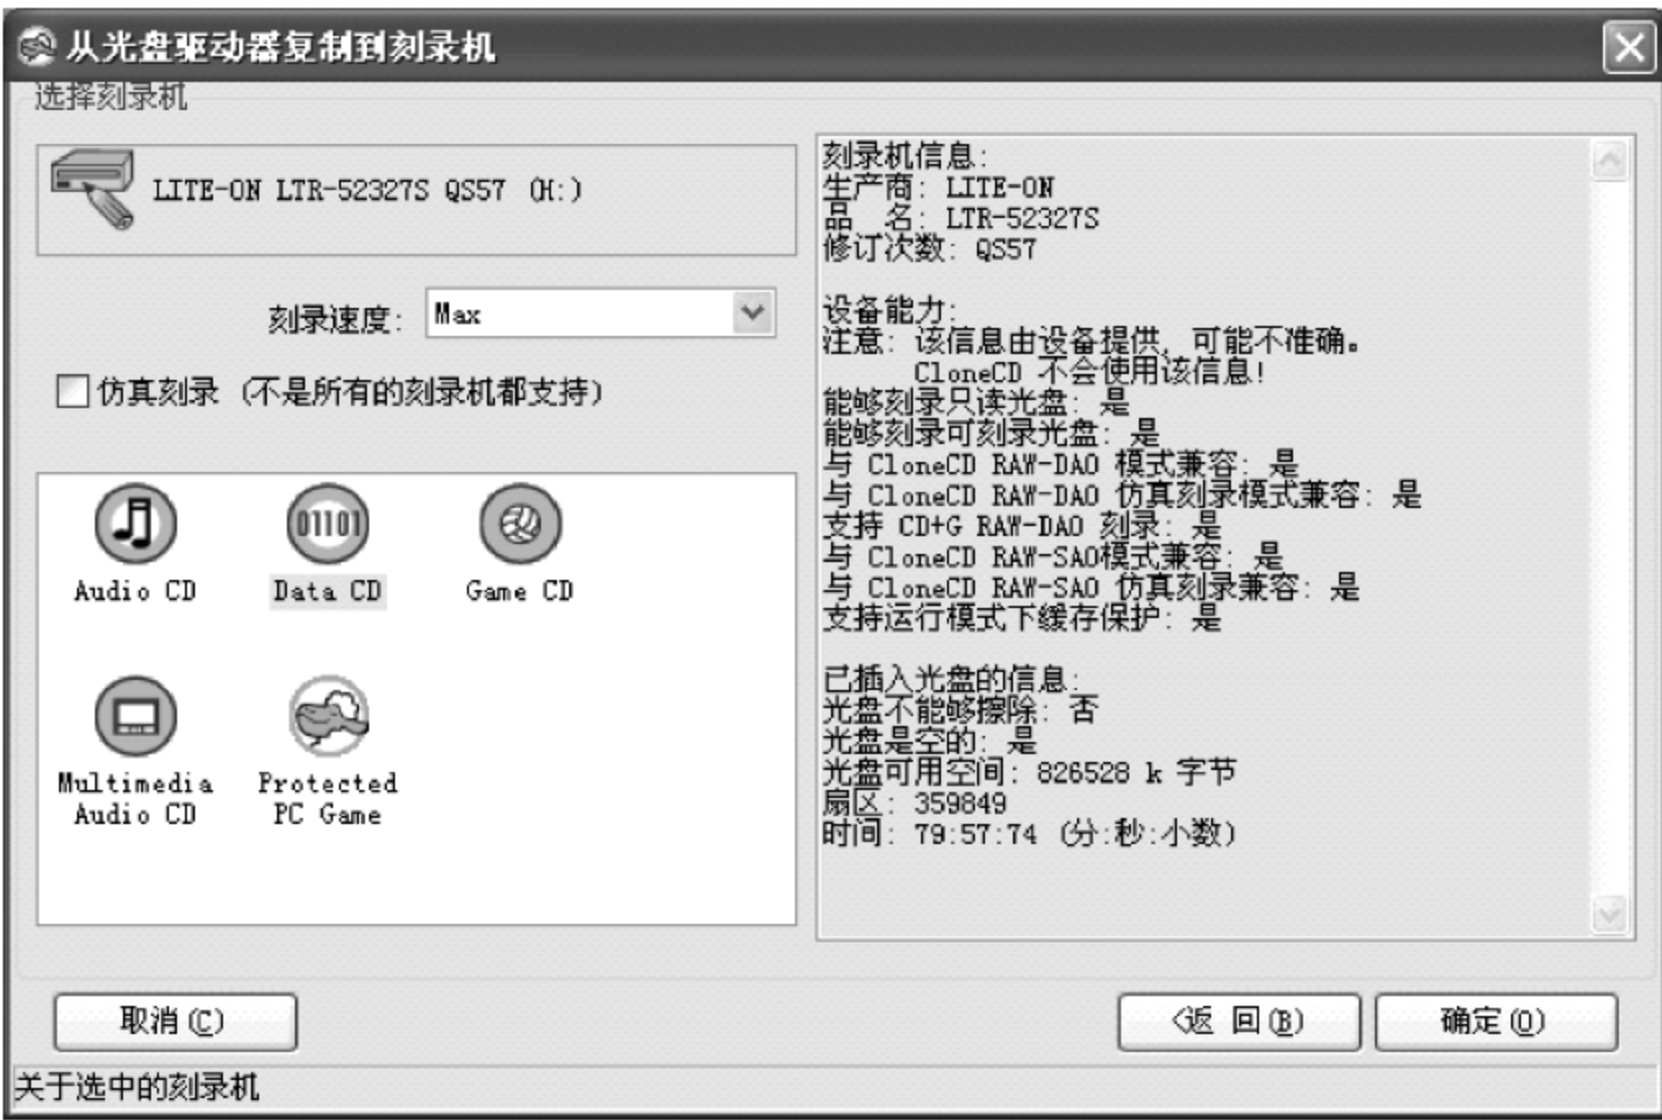 从光盘驱动器复制到刻录机
选择刻录机
LITE-ON LTR-52327S QS57 (H:)
刻录速度: Max
仿真刻录 (不是所有的刻录机都支持)
Audio CD
Data CD
Game CD
Multimedia
Audio CD
Protected
PC Game
刻录机信息:
生产商: LITE-ON
品 名: LTR-52327S
修订次数: QS57
设备能力:
注意: 该信息由设备提供, 可能不准确。
CloneCD 不会使用该信息!
能够刻录只读光盘: 是
能够刻录可刻录光盘: 是
与 CloneCD RAW-DAO 模式兼容: 是
与 CloneCD RAW-DAO 仿真刻录模式兼容: 是
支持 CD+G RAW-DAO 刻录: 是
与 CloneCD RAW-SAO模式兼容: 是
与 CloneCD RAW-SAO 仿真刻录兼容: 是
支持运行模式下缓存保护: 是
已插入光盘的信息:
光盘不能够擦除: 否
光盘是空的: 是
光盘可用空间: 826528 k 字节
扇区: 359849
时间: 79:57:74 (分:秒:小数)
取消(C)
<返 回(B)
确定(O)
关于选中的刻录机